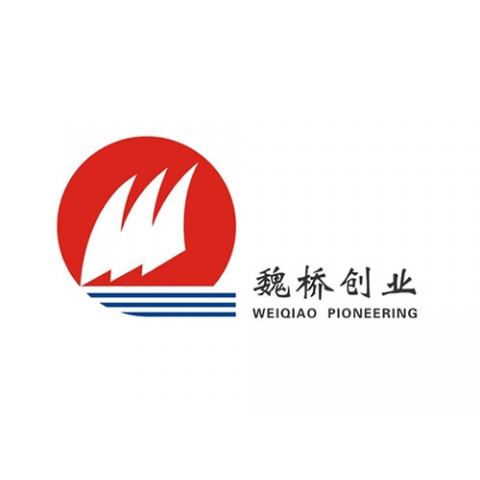 魏桥创业
WEIQIAO PIONEERING